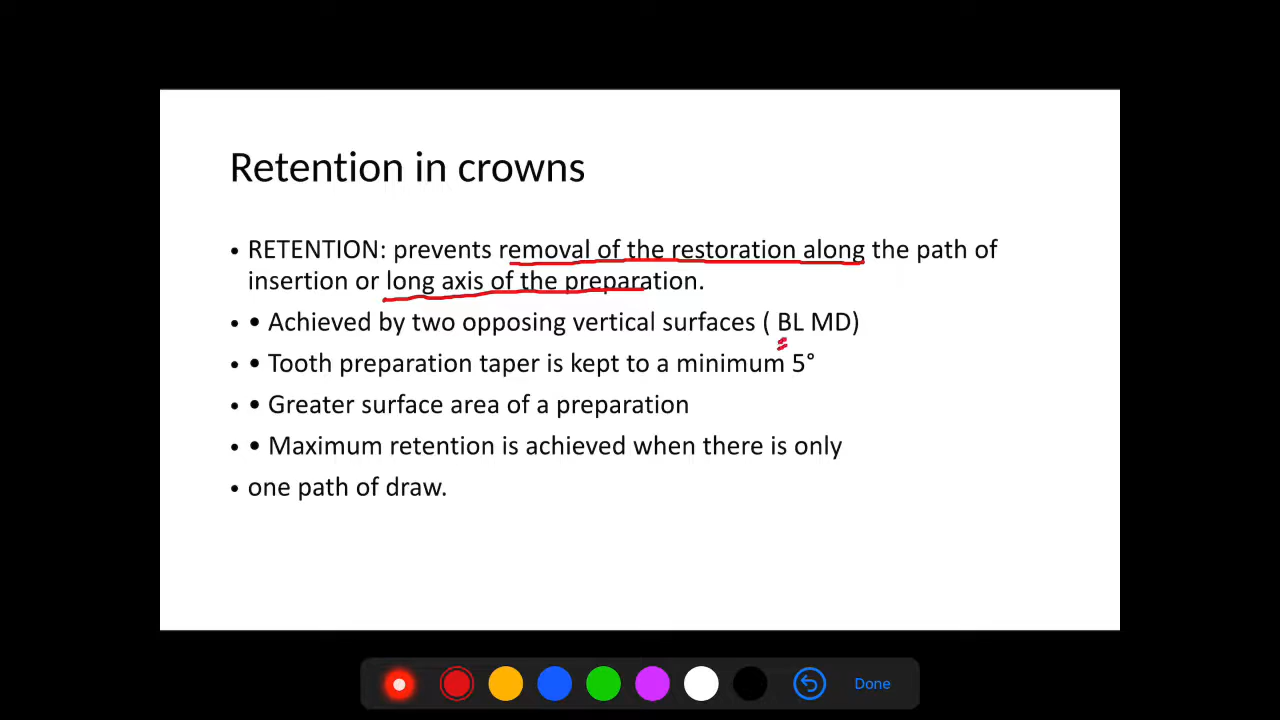 Retention in crowns
• RETENTION: prevents removal of the restoration along the path of
insertion or long axis of the preparation.
• • Achieved by two opposing vertical surfaces ( BL MD)
• • Tooth preparation taper is kept to a minimum 5°
• • Greater surface area of a preparation
• • Maximum retention is achieved when there is only
• one path of draw.
Done